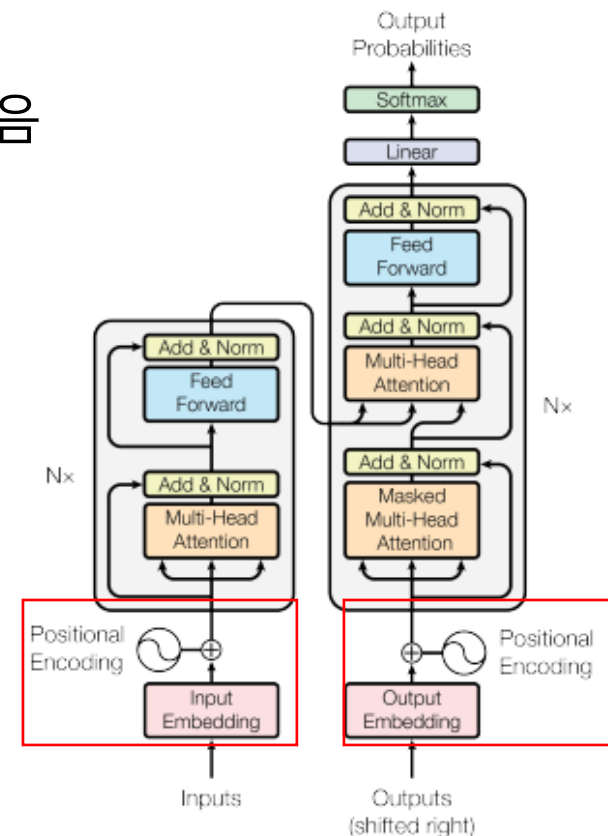 음
Output
Probabilities
Softmax
Linear
Add & Norm
Feed
Forward
Add & Norm
Multi-Head
Attention
Nx
Add & Norm
Masked
Multi-Head
Attention
Add & Norm
Feed
Forward
Nx
Add & Norm
Multi-Head
Attention
Positional
Encoding
Input
Embedding
Inputs
Positional
Encoding
Output
Embedding
Outputs
(shifted right)